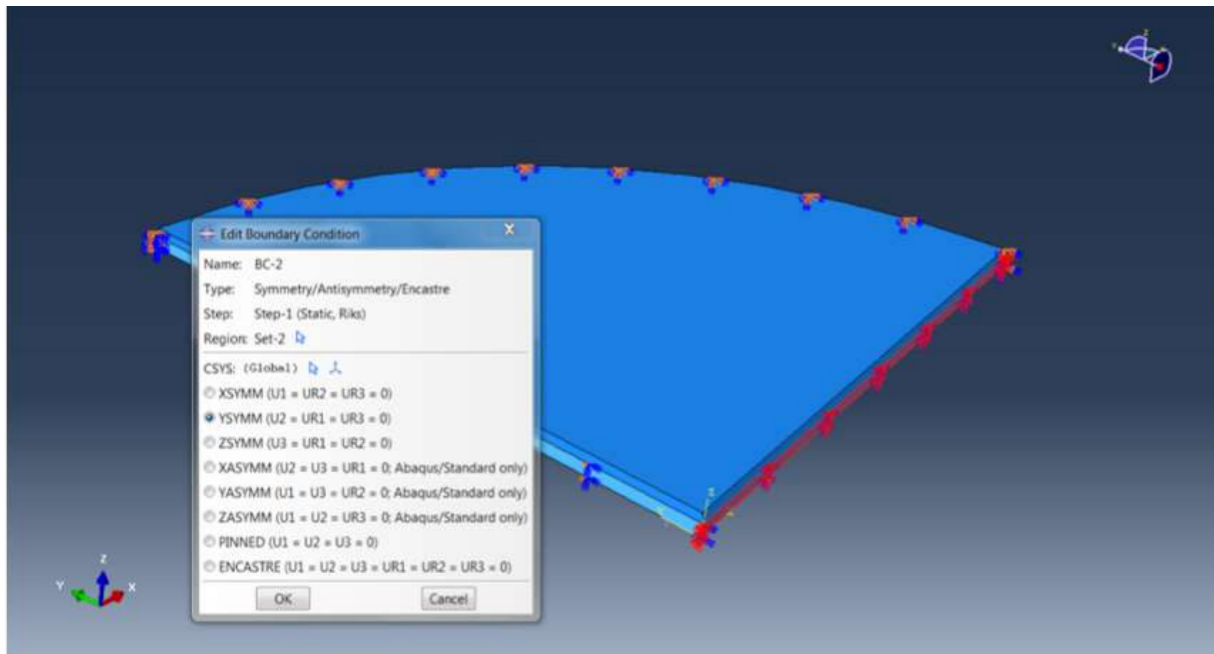 Edit Boundary Condition X
Name: BC-2
Type: Symmetry/Antisymmetry/Encastre
Step: Step-1 (Static, Riks)
Region: Set-2
CSYS: (Global)
XSYMM (U1 = UR2 = UR3 = 0)
YSYMM (U2 = UR1 = UR3 = 0)
ZSYMM (U3 = UR1 = UR2 = 0)
XASYMM (U2 = U3 = UR1 = 0; Abaqus/Standard only)
YASYMM (U1 = U3 = UR2 = 0; Abaqus/Standard only)
ZASYMM (U1 = U2 = UR3 = 0; Abaqus/Standard only)
PINNED (U1 = U2 = U3 = 0)
ENCASTRE (U1 = U2 = U3 = UR1 = UR2 = UR3 = 0)
OK Cancel
Z
Y X